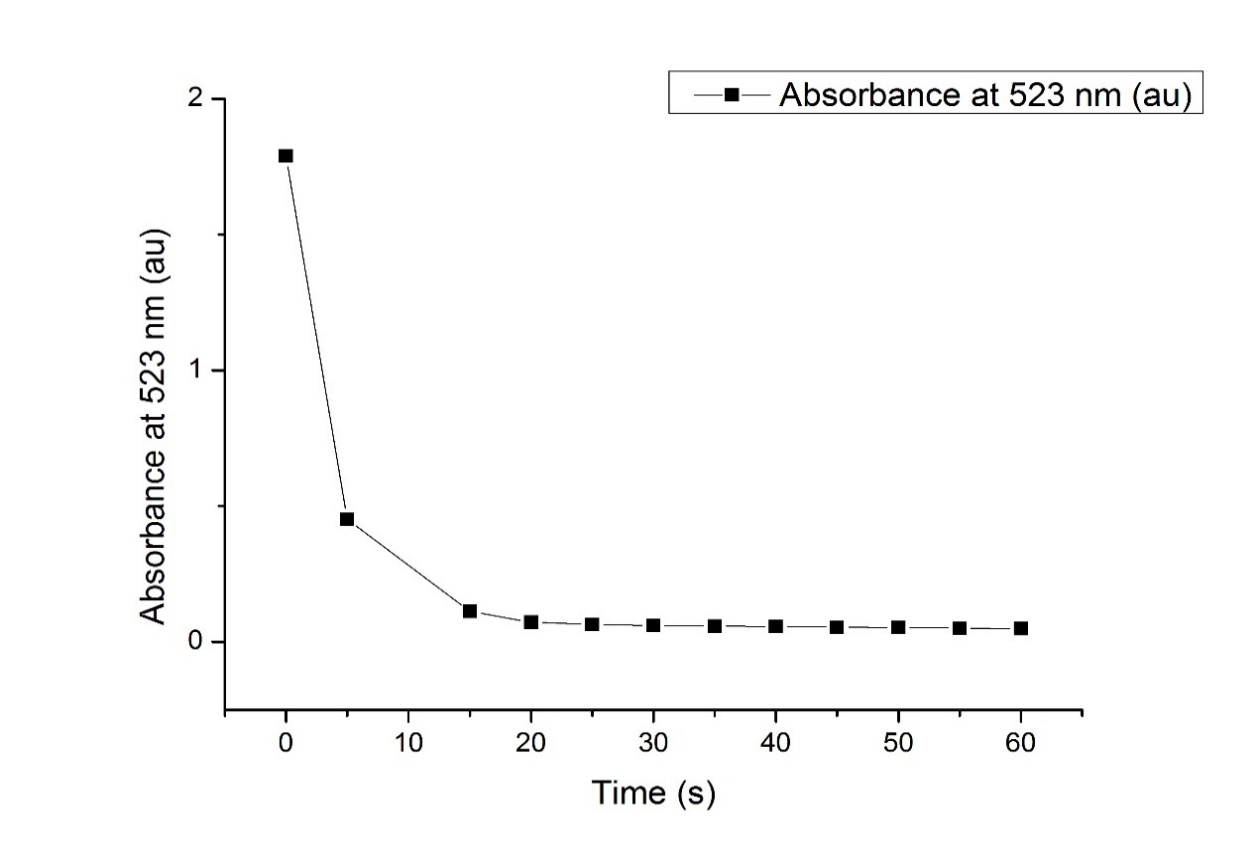 Absorbance at 523 nm (au)
2
1
0
Absorbance at 523 nm (au)
0 10 20 30 40 50 60
Time (s)